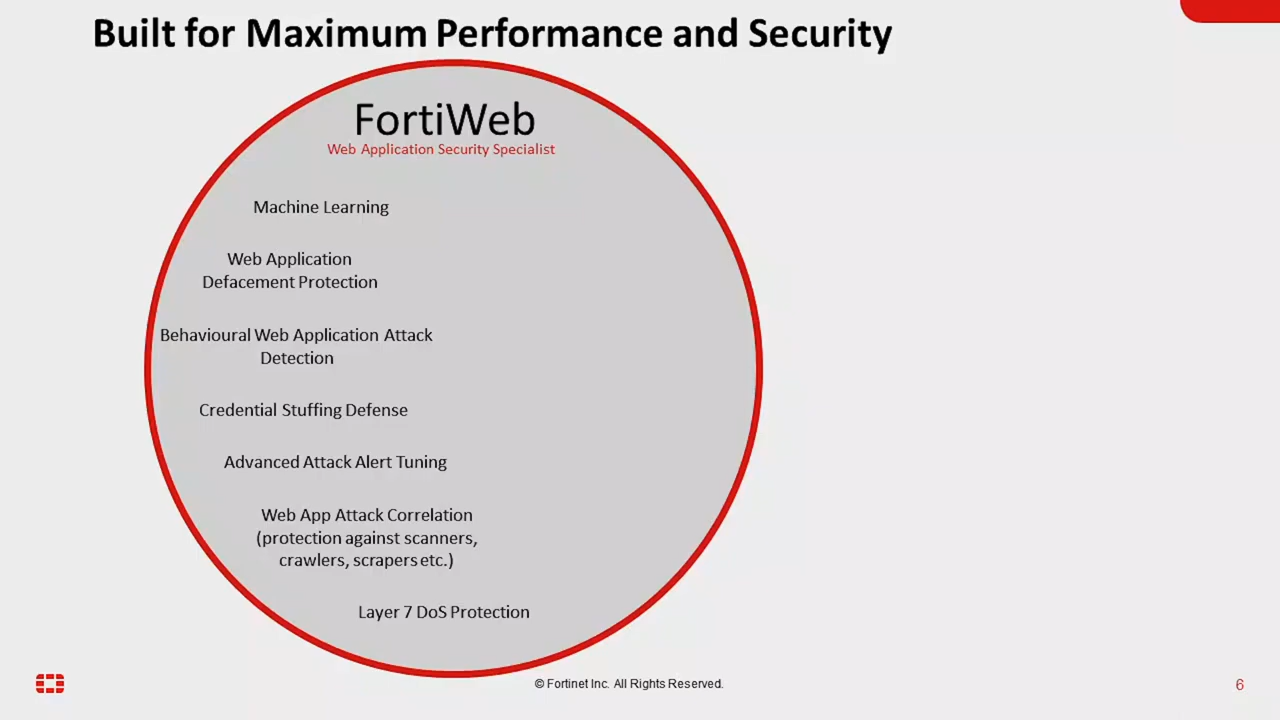 Built for Maximum Performance and Security
FortiWeb
Web Application Security Specialist
Machine Learning
Web Application
Defacement Protection
Behavioural Web Application Attack
Detection
Credential Stuffing Defense
Advanced Attack Alert Tuning
Web App Attack Correlation
(protection against scanners,
crawlers, scrapers etc.)
Layer 7 DoS Protection
© Fortinet Inc. All Rights Reserved.
6